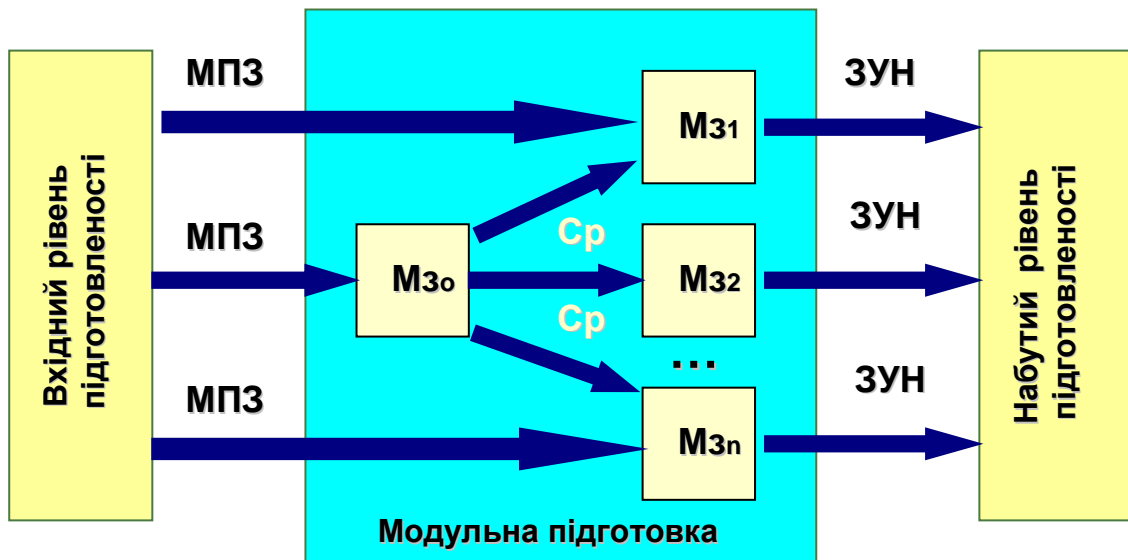 Вхідний рівень
підготовленості
МПЗ
МПЗ
МПЗ
Мз1
Ср
Мзо
Мз2
Ср
...
Мзn
Модульна підготовка
ЗУН
ЗУН
ЗУН
Набутий рівень
підготовленості